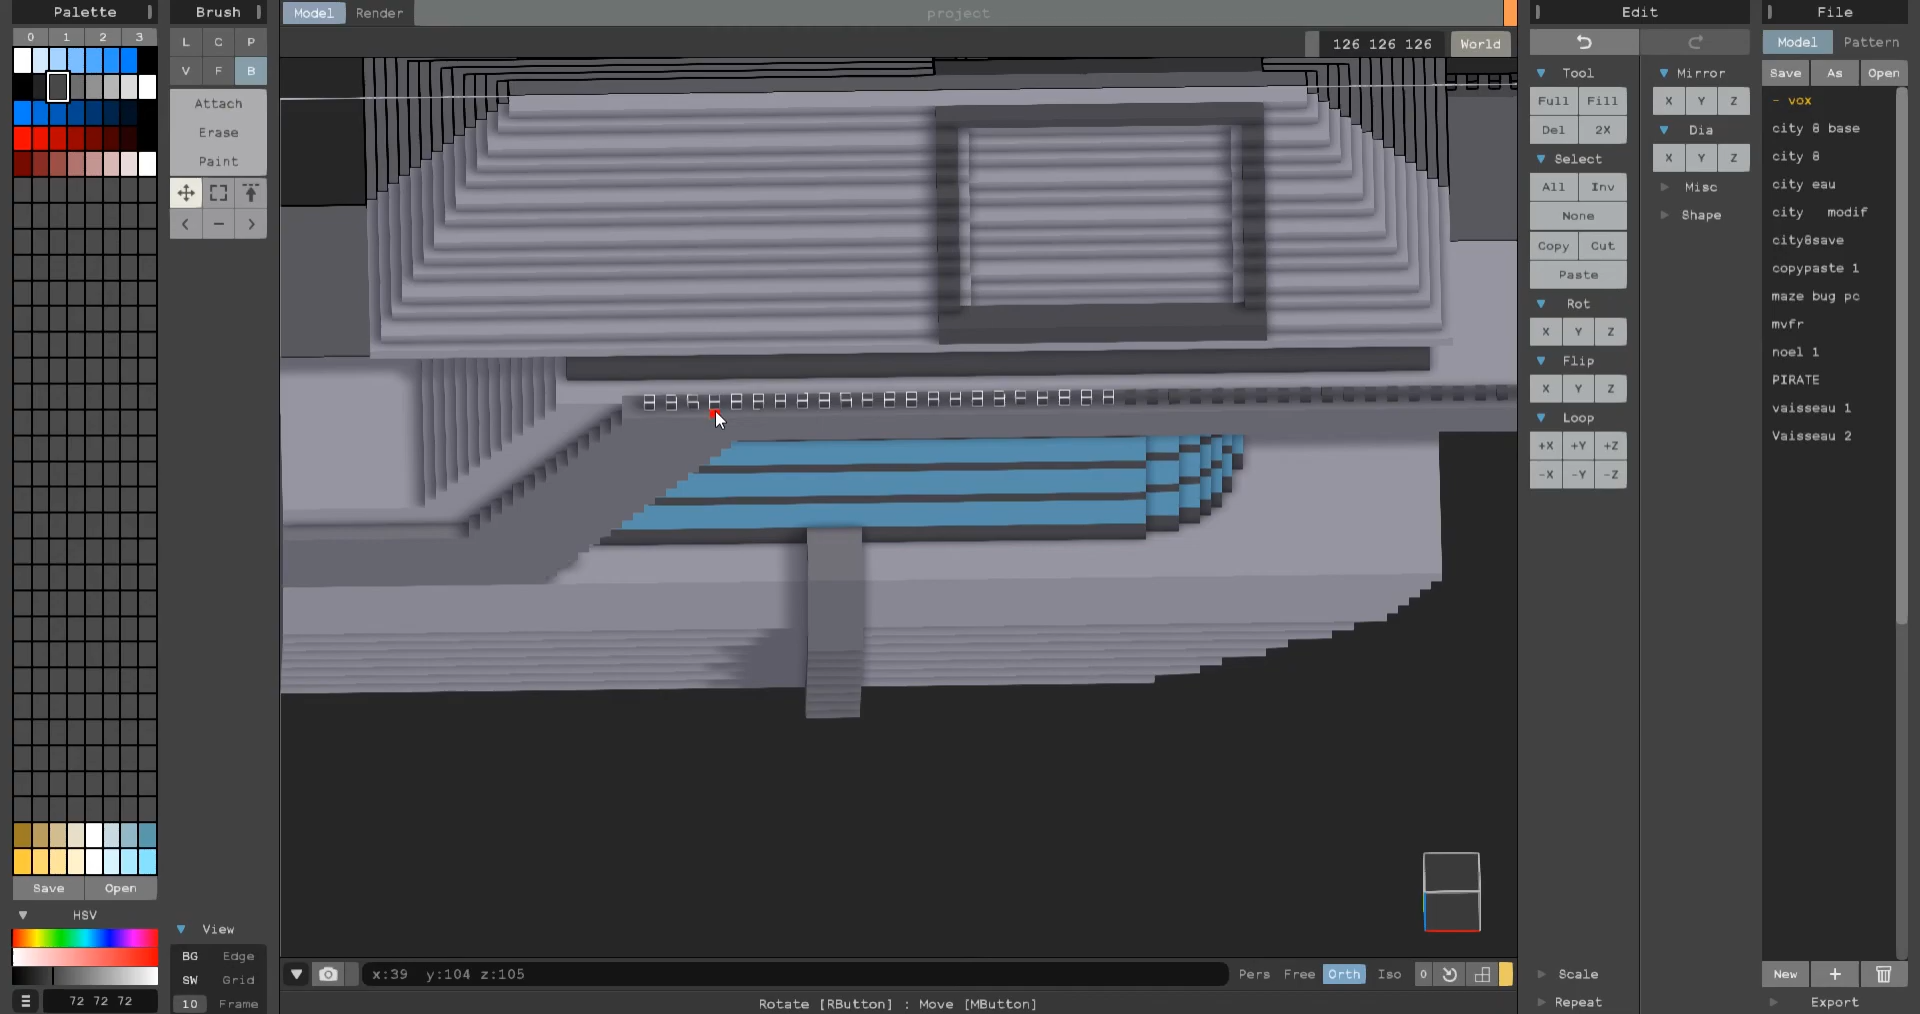 Palette
Brush
Model
Render
project
Edit
File
0 1 2 3
L C P
V F B
Attach
Erase
Paint
< – >
126 126 126
World
Tool
Full Fill
Del 2X
Select
All Inv
None
Copy Cut
Paste
Rot
X Y Z
Flip
X Y Z
Loop
+X +Y +Z
-X -Y -Z
Scale
Repeat
Mirror
X Y Z
Dia
X Y Z
Misc
Shape
Model Pattern
Save As Open
- vox
city 8 base
city 8
city eau
city modif
city8save
copypaste 1
maze bug pc
mvfr
noel 1
PIRATE
vaisseau 1
Vaisseau 2
New +
Export
Save Open
HSV
72 72 72
View
BG Edge
SW Grid
10 Frame
x:39 y:104 z:105
Pers Free Orth Iso 0
Rotate [RButton] : Move [MButton]